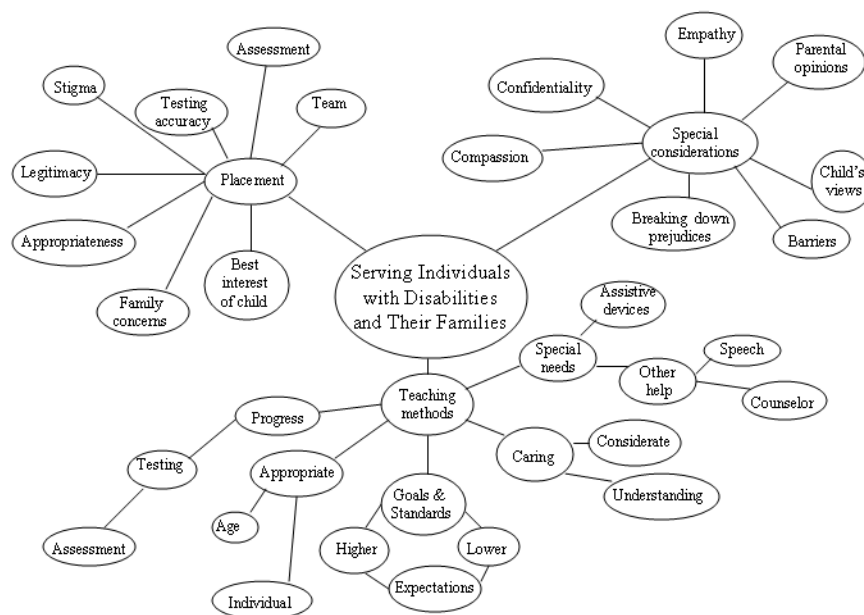 Assessment
Stigma
Testing
accuracy
Team
Legitimacy
Placement
Appropriateness
Family
concerns
Best
interest
of child
Empathy
Parental
opinions
Confidentiality
Special
considerations
Compassion
Child's
views
Breaking down
prejudices
Barriers
Serving Individuals
with Disabilities
and Their Families
Assistive
devices
Special
needs
Speech
Other
help
Counselor
Teaching
methods
Progress
Testing
Assessment
Appropriate
Age
Individual
Goals &
Standards
Higher
Lower
Expectations
Caring
Considerate
Understanding